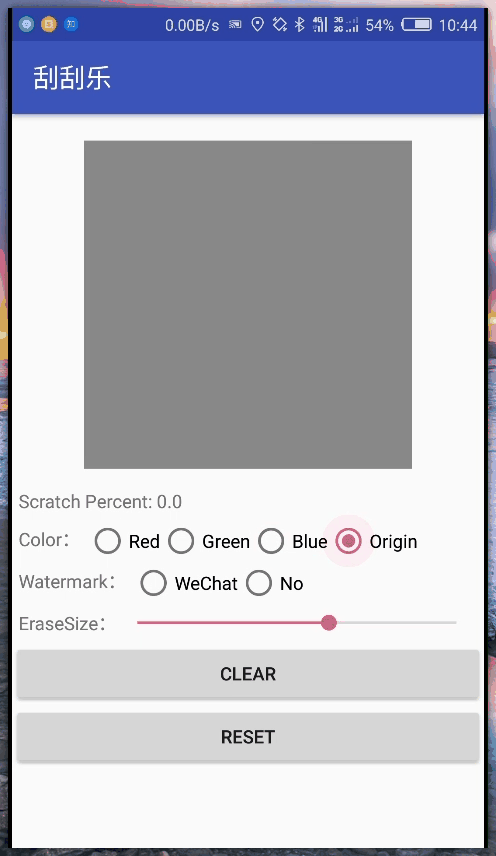 0.00B/s 4G 3G 2G 54% 10:44
刮刮乐
Scratch Percent: 0.0
Color： Red Green Blue Origin
Watermark： WeChat No
EraseSize：
CLEAR
RESET